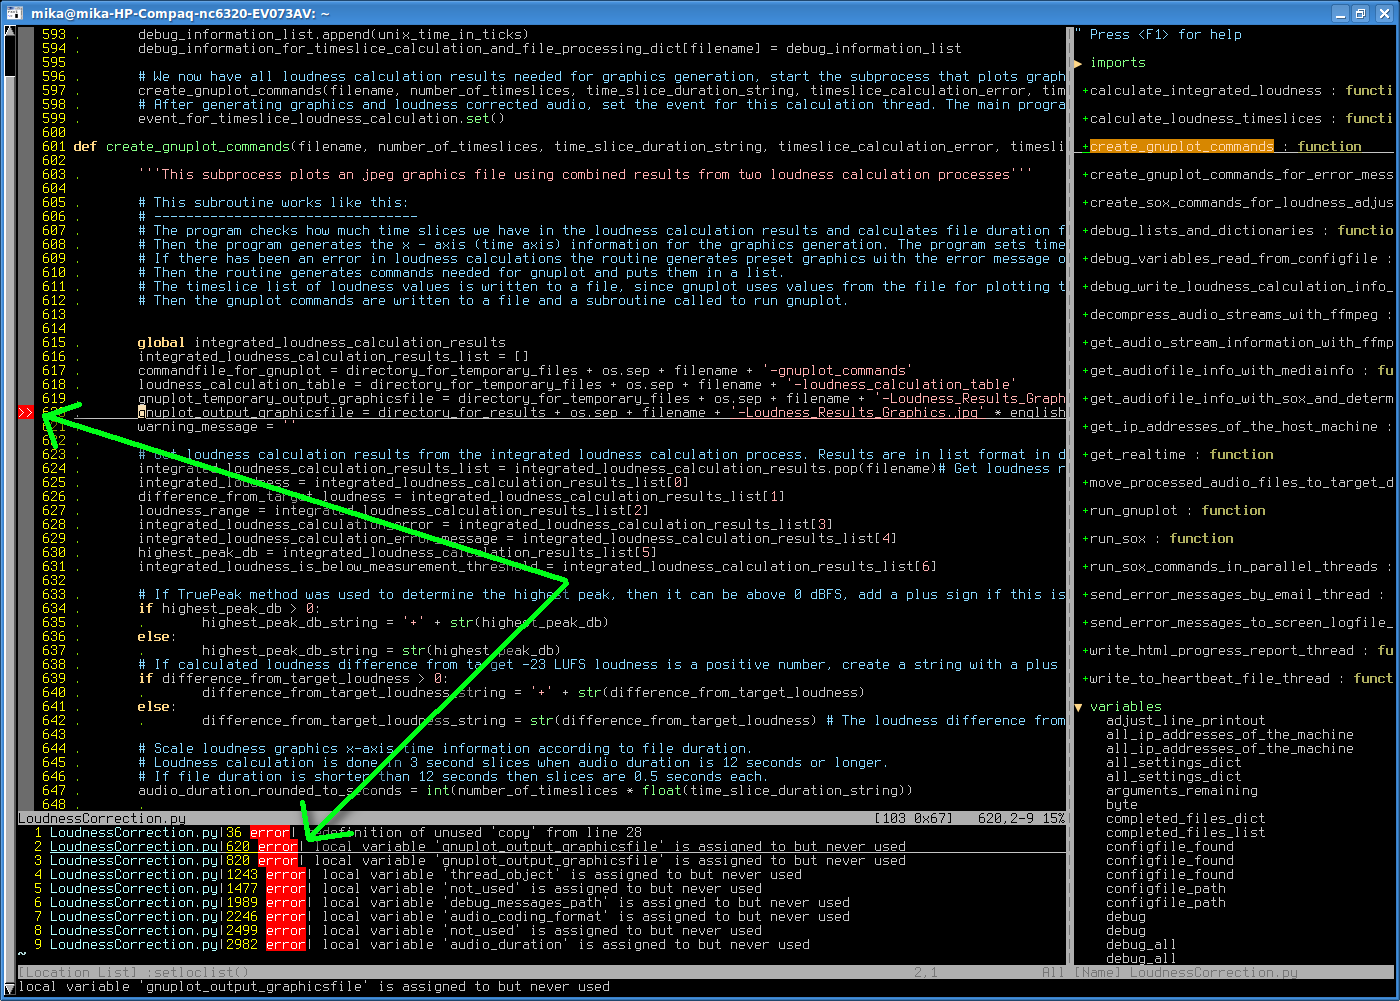 mika@mika-HP-Compaq-nc6320-EV073AV: ~
593 .       debug_information_list.append(unix_time_in_ticks)
594 .       debug_information_for_timeslice_calculation_and_file_processing_dict[filename] = debug_information_list
595
596 .       # We now have all loudness calculation results needed for graphics generation, start the subprocess that plots grap
597 .       create_gnuplot_commands(filename, number_of_timeslices, time_slice_duration_string, timeslice_calculation_error, tim
598 .       # After generating graphics and loudness corrected audio, set the event for this calculation thread. The main progra
599 .       event_for_timeslice_loudness_calculation.set()
600
601 def create_gnuplot_commands(filename, number_of_timeslices, time_slice_duration_string, timeslice_calculation_error, timesli
602
603 .       '''This subprocess plots an jpeg graphics file using combined results from two loudness calculation processes'''
604
605 .       # This subroutine works like this:
606 .       # ---------------------------------
607 .       # The program checks how much time slices we have in the loudness calculation results and calculates file duration f
608 .       # Then the program generates the x - axis (time axis) information for the graphics generation. The program sets time
609 .       # If there has been an error in loudness calculations the routine generates preset graphics with the error message o
610 .       # Then the routine generates commands needed for gnuplot and puts them in a list.
611 .       # The timeslice list of loudness values is written to a file, since gnuplot uses values from the file for plotting t
612 .       # Then the gnuplot commands are written to a file and a subroutine called to run gnuplot.
613
614
615 .       global integrated_loudness_calculation_results
616 .       integrated_loudness_calculation_results_list = []
617 .       commandfile_for_gnuplot = directory_for_temporary_files + os.sep + filename + '-gnuplot_commands'
618 .       loudness_calculation_table = directory_for_temporary_files + os.sep + filename + '-loudness_calculation_table'
619 .       gnuplot_temporary_output_graphicsfile = directory_for_temporary_files + os.sep + filename + '-Loudness_Results_Graph
>> gnuplot_output_graphicsfile = directory_for_results + os.sep + filename + '-Loudness_Results_Graphics.jpg' * english
621 .       warning_message = ''
622
623 .       # loudness calculation results from the integrated loudness calculation process. Results are in list format in d
624 .       integrated_loudness_calculation_results_list = integrated_loudness_calculation_results.pop(filename)# Get loudness r
625 .       integrated_loudness = integrated_loudness_calculation_results_list[0]
626 .       difference_from_target_loudness = integrated_loudness_calculation_results_list[1]
627 .       loudness_range = integrated_loudness_calculation_results_list[2]
628 .       integrated_loudness_calculation_error = integrated_loudness_calculation_results_list[3]
629 .       integrated_loudness_calculation_error_message = integrated_loudness_calculation_results_list[4]
630 .       highest_peak_db = integrated_loudness_calculation_results_list[5]
631 .       integrated_loudness_is_below_measurement_threshold = integrated_loudness_calculation_results_list[6]
632
633 .       # If TruePeak method was used to determine the highest peak, then it can be above 0 dBFS, add a plus sign if this is
634 .       if highest_peak_db > 0:
635 .       .       highest_peak_db_string = '+' + str(highest_peak_db)
636 .       else:
637 .       .       highest_peak_db_string = str(highest_peak_db)
638 .       # If calculated loudness difference from target -23 LUFS loudness is a positive number, create a string with a plus
639 .       if difference_from_target_loudness > 0:
640 .       .       difference_from_target_loudness_string = '+' + str(difference_from_target_loudness)
641 .       else:
642 .       .       difference_from_target_loudness_string = str(difference_from_target_loudness) # The loudness difference from
643
644 .       # Scale loudness graphics x-axis time information according to file duration.
645 .       # Loudness calculation is done in 3 second slices when audio duration is 12 seconds or longer.
646 .       # If file duration is shorter than 12 seconds then slices are 0.5 seconds each.
647 .       audio_duration_rounded_to_seconds = int(number_of_timeslices * float(time_slice_duration_string))
648 .       .
LoudnessCorrection.py [103 0x67] 620,2-9 15%
1 LoudnessCorrection.py|36 error| redefinition of unused 'copy' from line 28
2 LoudnessCorrection.py|620 error| local variable 'gnuplot_output_graphicsfile' is assigned to but never used
3 LoudnessCorrection.py|820 error| local variable 'gnuplot_output_graphicsfile' is assigned to but never used
4 LoudnessCorrection.py|1243 error| local variable 'thread_object' is assigned to but never used
5 LoudnessCorrection.py|1477 error| local variable 'not_used' is assigned to but never used
6 LoudnessCorrection.py|1989 error| local variable 'debug_messages_path' is assigned to but never used
7 LoudnessCorrection.py|2246 error| local variable 'audio_coding_format' is assigned to but never used
8 LoudnessCorrection.py|2499 error| local variable 'not_used' is assigned to but never used
9 LoudnessCorrection.py|2982 error| local variable 'audio_duration' is assigned to but never used
~
[Location List] :setloclist() 2,1 All
local variable 'gnuplot_output_graphicsfile' is assigned to but never used
" Press <F1> for help
▶ imports
+calculate_integrated_loudness : functi
+calculate_loudness_timeslices : functi
+create_gnuplot_commands : function
+create_gnuplot_commands_for_error_mess
+create_sox_commands_for_loudness_adjus
+debug_lists_and_dictionaries : functio
+debug_variables_read_from_configfile :
+debug_write_loudness_calculation_info_
+decompress_audio_streams_with_ffmpeg :
+get_audio_stream_information_with_ffmp
+get_audiofile_info_with_mediainfo : fu
+get_audiofile_info_with_sox_and_determ
+get_ip_addresses_of_the_host_machine :
+get_realtime : function
+move_processed_audio_files_to_target_d
+run_gnuplot : function
+run_sox : function
+run_sox_commands_in_parallel_threads :
+send_error_messages_by_email_thread :
+send_error_messages_to_screen_logfile_
+write_html_progress_report_thread : fu
+write_to_heartbeat_file_thread : funct
▼ variables
adjust_line_printout
all_ip_addresses_of_the_machine
all_ip_addresses_of_the_machine
all_settings_dict
all_settings_dict
arguments_remaining
byte
completed_files_dict
completed_files_list
configfile_found
configfile_found
configfile_found
configfile_path
configfile_path
debug
debug
debug_all
debug_all
[Name] LoudnessCorrection.py